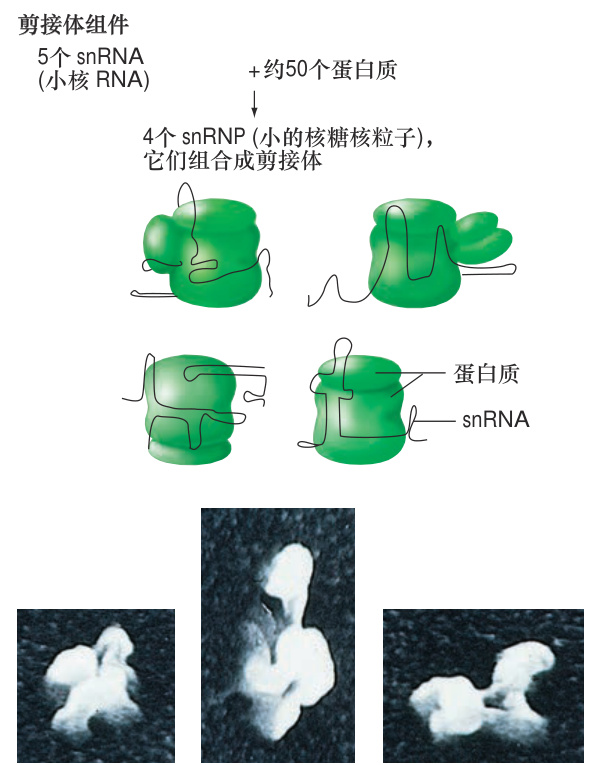 剪接体组件
5个 snRNA
(小核 RNA)
+约50个蛋白质
4个 snRNP (小的核糖核粒子),
它们组合成剪接体
蛋白质
snRNA